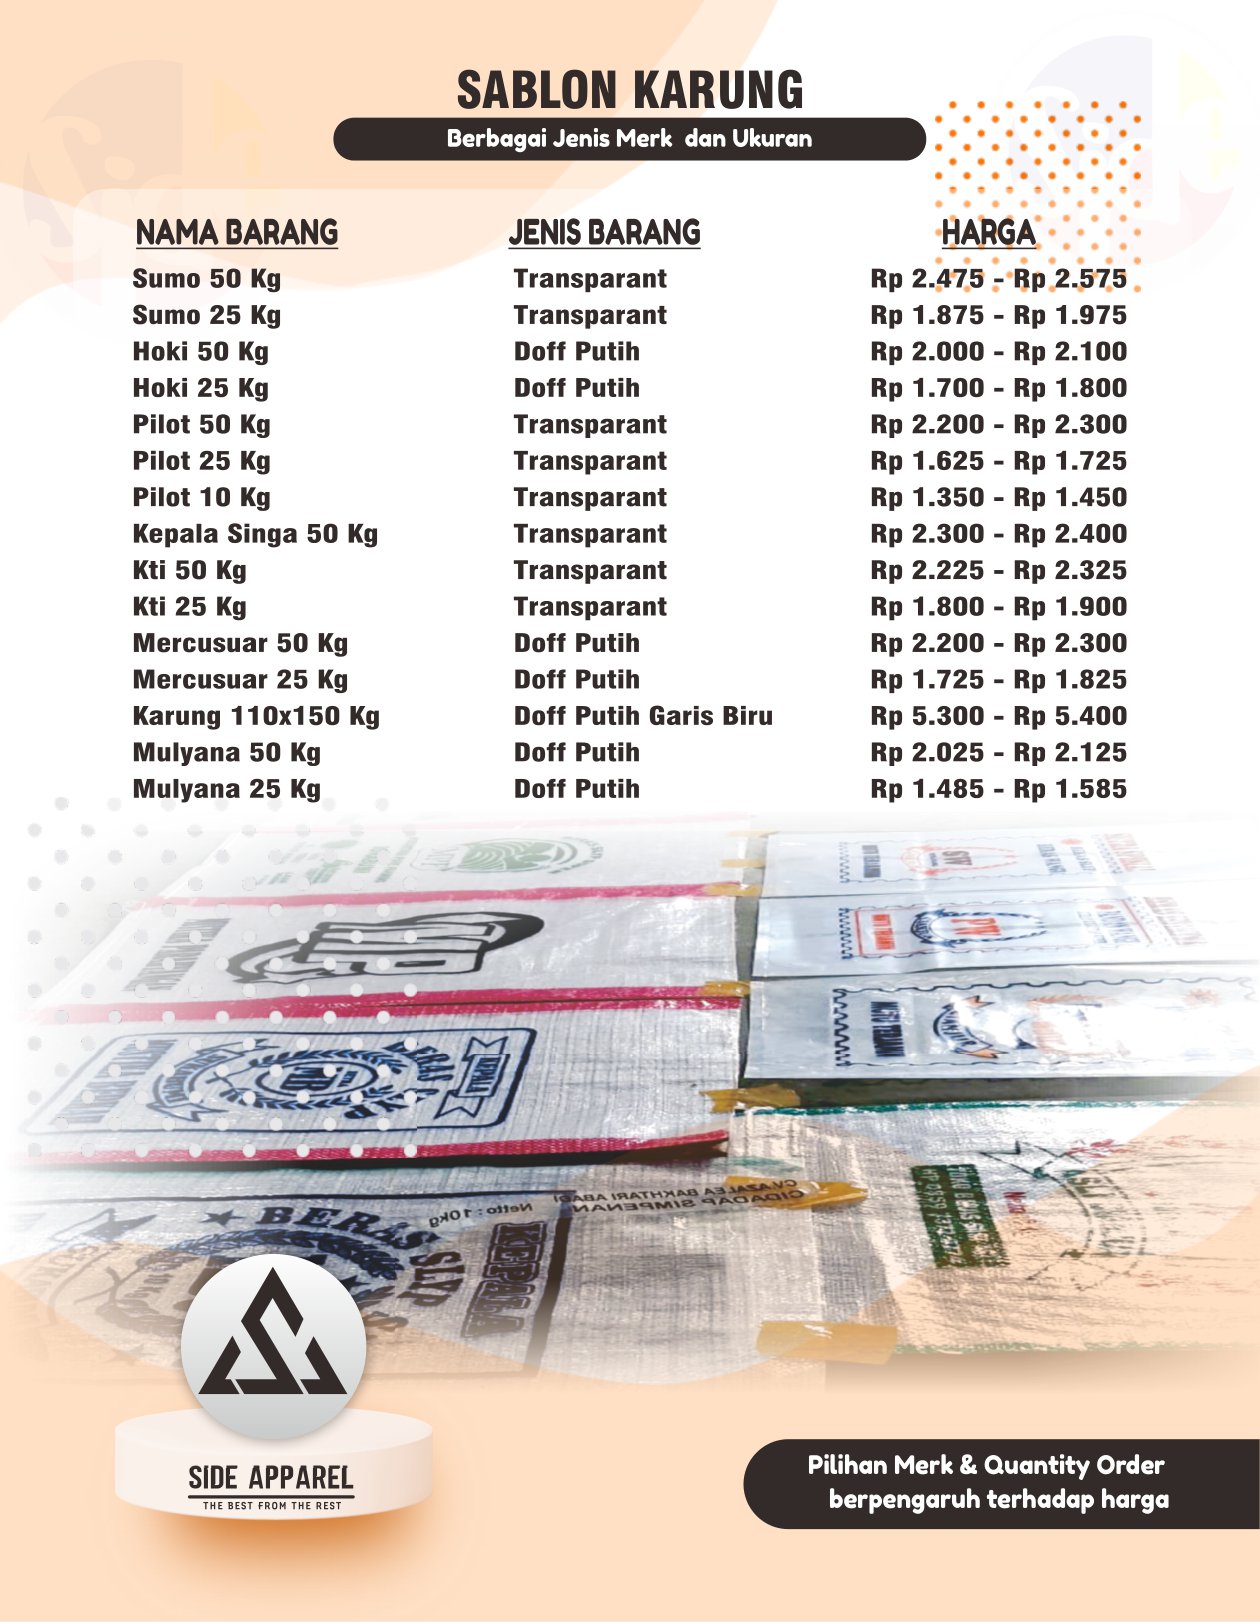 SABLON KARUNG
Berbagai Jenis Merk dan Ukuran
NAMA BARANG JENIS BARANG HARGA
Sumo 50 Kg Transparant Rp 2.475 - Rp 2.575
Sumo 25 Kg Transparant Rp 1.875 - Rp 1.975
Hoki 50 Kg Doff Putih Rp 2.000 - Rp 2.100
Hoki 25 Kg Doff Putih Rp 1.700 - Rp 1.800
Pilot 50 Kg Transparant Rp 2.200 - Rp 2.300
Pilot 25 Kg Transparant Rp 1.625 - Rp 1.725
Pilot 10 Kg Transparant Rp 1.350 - Rp 1.450
Kepala Singa 50 Kg Transparant Rp 2.300 - Rp 2.400
Kti 50 Kg Transparant Rp 2.225 - Rp 2.325
Kti 25 Kg Transparant Rp 1.800 - Rp 1.900
Mercusuar 50 Kg Doff Putih Rp 2.200 - Rp 2.300
Mercusuar 25 Kg Doff Putih Rp 1.725 - Rp 1.825
Karung 110x150 Kg Doff Putih Garis Biru Rp 5.300 - Rp 5.400
Mulyana 50 Kg Doff Putih Rp 2.025 - Rp 2.125
Mulyana 25 Kg Doff Putih Rp 1.485 - Rp 1.585
CV AZALEA BAKHTARI ABADI
CIDADAP SIMPENAN
Netto : 10kg
BERAS
SLYP
KEPALA
SIDE APPAREL
THE BEST FROM THE REST
Pilihan Merk & Quantity Order
berpengaruh terhadap harga